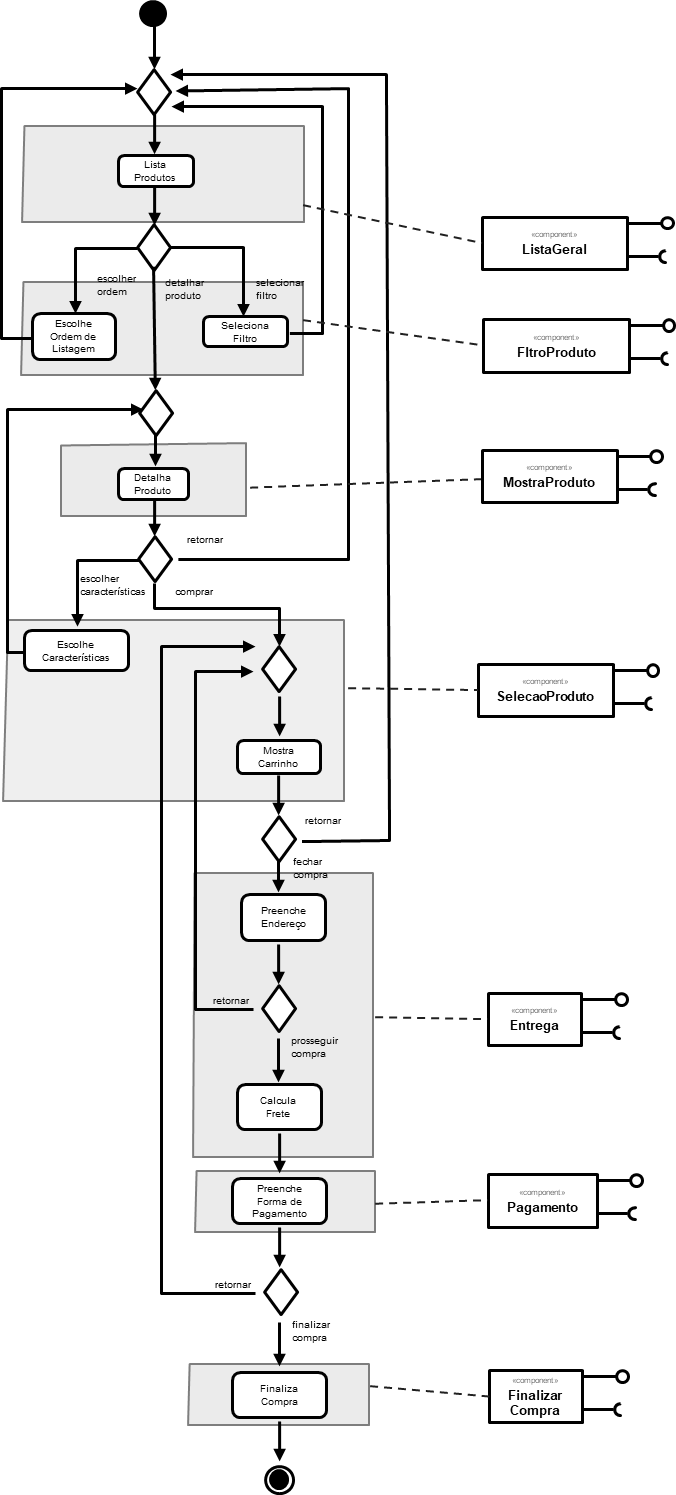 Lista
Produtos
«component.»
ListaGeral
escolher
ordem
detalhar
produto
selecionar
filtro
Escolhe
Ordem de
Listagem
Seleciona
Filtro
«component.»
FltroProduto
Detalha
Produto
«component.»
MostraProduto
retornar
escolher
características
comprar
Escolhe
Características
«component.»
SelecaoProduto
Mostra
Carrinho
retornar
fechar
compra
Preenche
Endereço
retornar
«component.»
Entrega
prosseguir
compra
Calcula
Frete
Preenche
Forma de
Pagamento
«component.»
Pagamento
retornar
finalizar
compra
Finaliza
Compra
«component.»
Finalizar
Compra